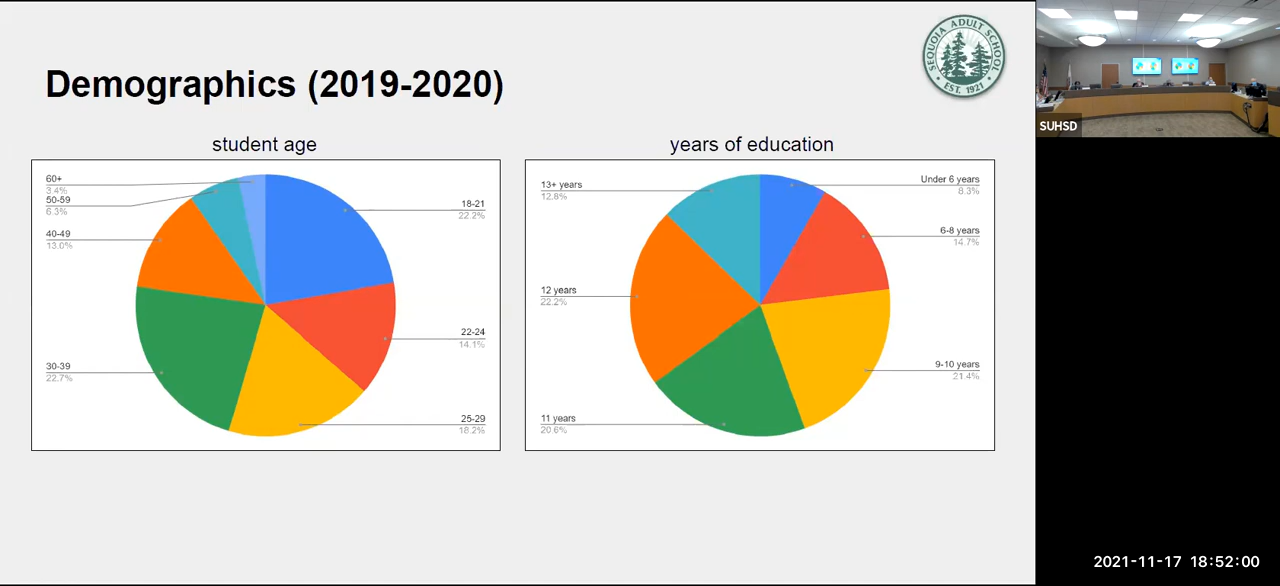 SEQUOIA ADULT SCHOOL
EST. 1921
SUHSD
Demographics (2019-2020)
student age
60+
3.4%
50-59
6.3%
40-49
13.0%
30-39
22.7%
18-21
22.2%
22-24
14.1%
25-29
18.2%
years of education
13+ years
12.8%
12 years
22.2%
11 years
20.6%
Under 6 years
8.3%
6-8 years
14.7%
9-10 years
21.4%
2021-11-17 18:52:00